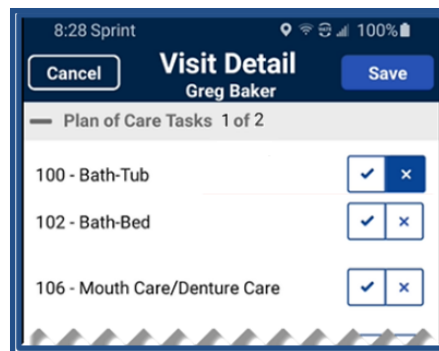 8:28 Sprint 100%
Cancel Visit Detail Save
Greg Baker
Plan of Care Tasks 1 of 2
100 - Bath-Tub
102 - Bath-Bed
106 - Mouth Care/Denture Care